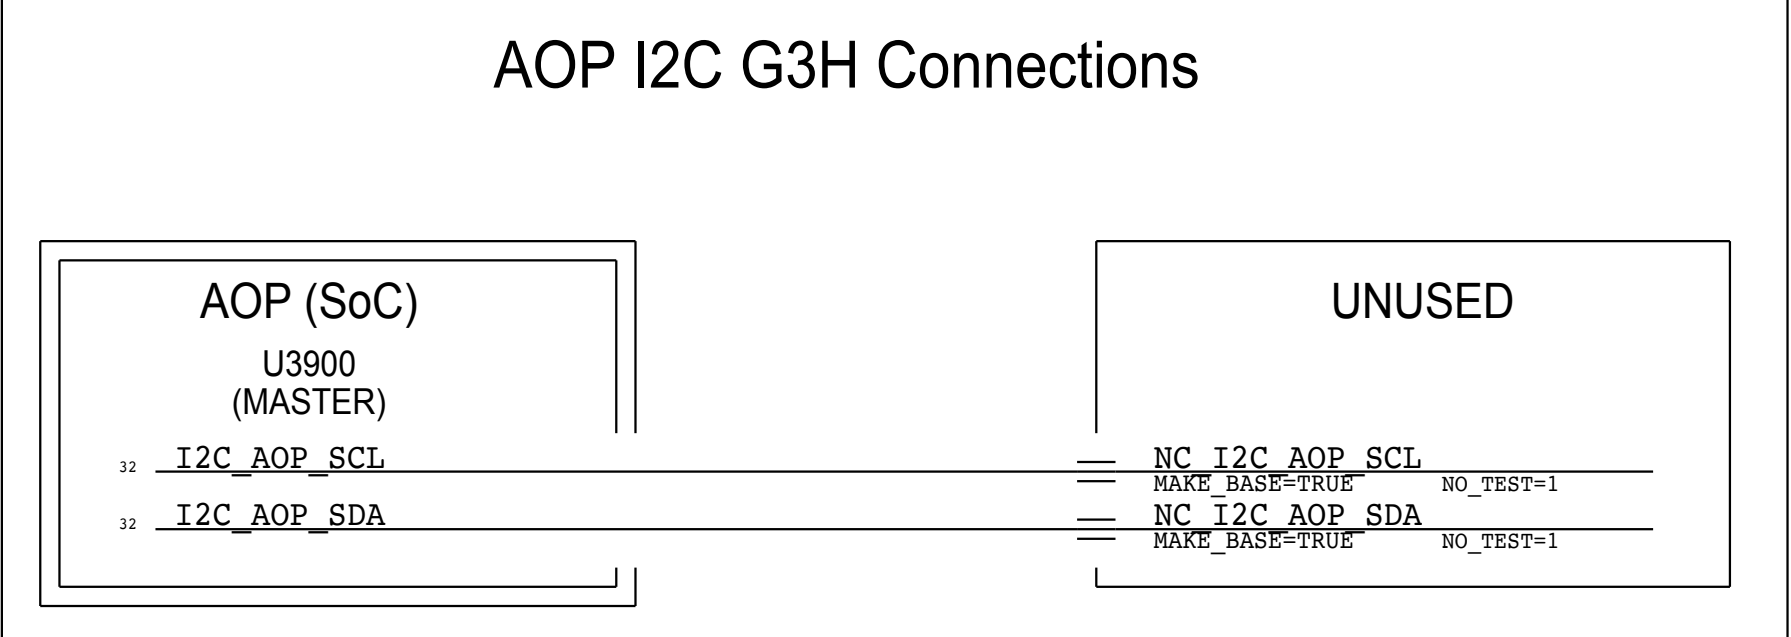 AOP I2C G3H Connections
AOP (SoC)
U3900
(MASTER)
32 I2C_AOP_SCL
32 I2C_AOP_SDA
UNUSED
NC_I2C_AOP_SCL
MAKE_BASE=TRUE NO_TEST=1
NC_I2C_AOP_SDA
MAKE_BASE=TRUE NO_TEST=1